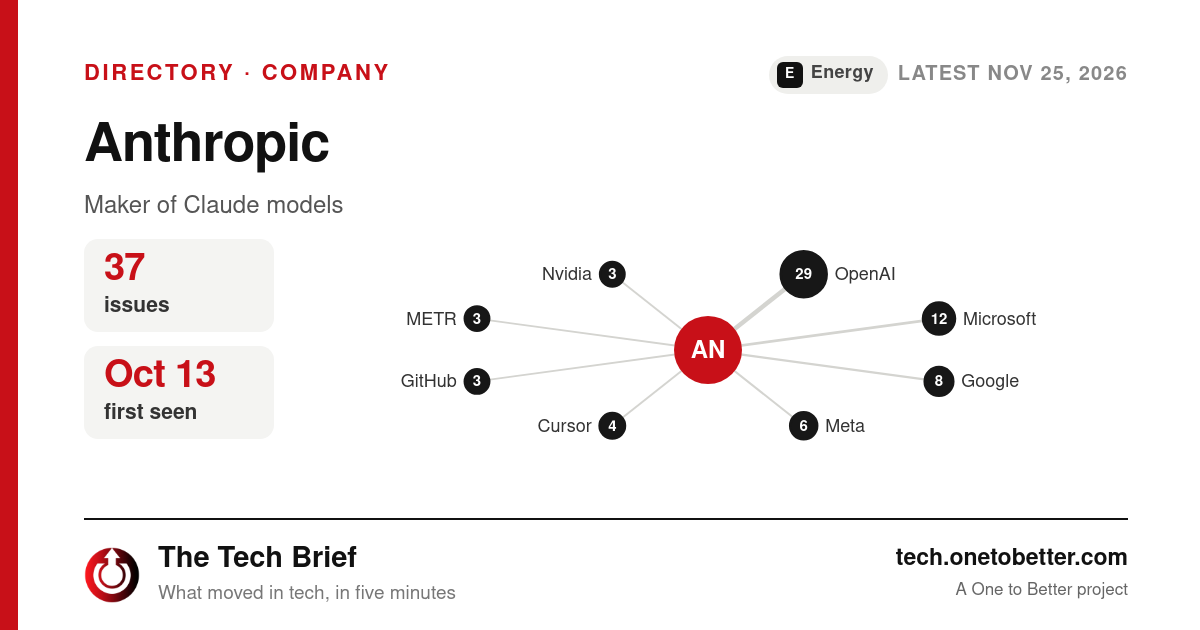 DIRECTORY · COMPANY
E Energy LATEST NOV 25, 2026
Anthropic
Maker of Claude models
37
issues
Oct 13
first seen
Nvidia 3
29 OpenAI
METR 3
12 Microsoft
AN
GitHub 3
8 Google
Cursor 4
6 Meta
The Tech Brief
What moved in tech, in five minutes
tech.onetobetter.com
A One to Better project